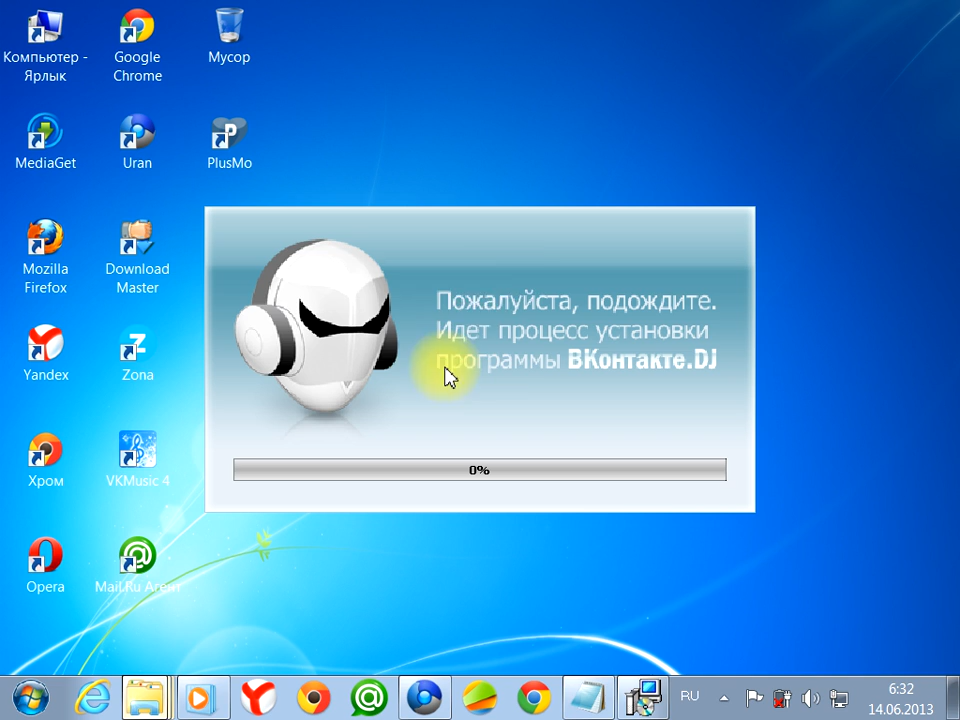 Компьютер -
Ярлык
Google
Chrome
Мусор
MediaGet
Uran
PlusMo
Mozilla
Firefox
Download
Master
Yandex
Zona
Хром
VKMusic 4
Opera
Mail.Ru Агент
Пожалуйста, подождите.
Идет процесс установки
программы ВКонтакте.DJ
0%
RU
6:32
14.06.2013